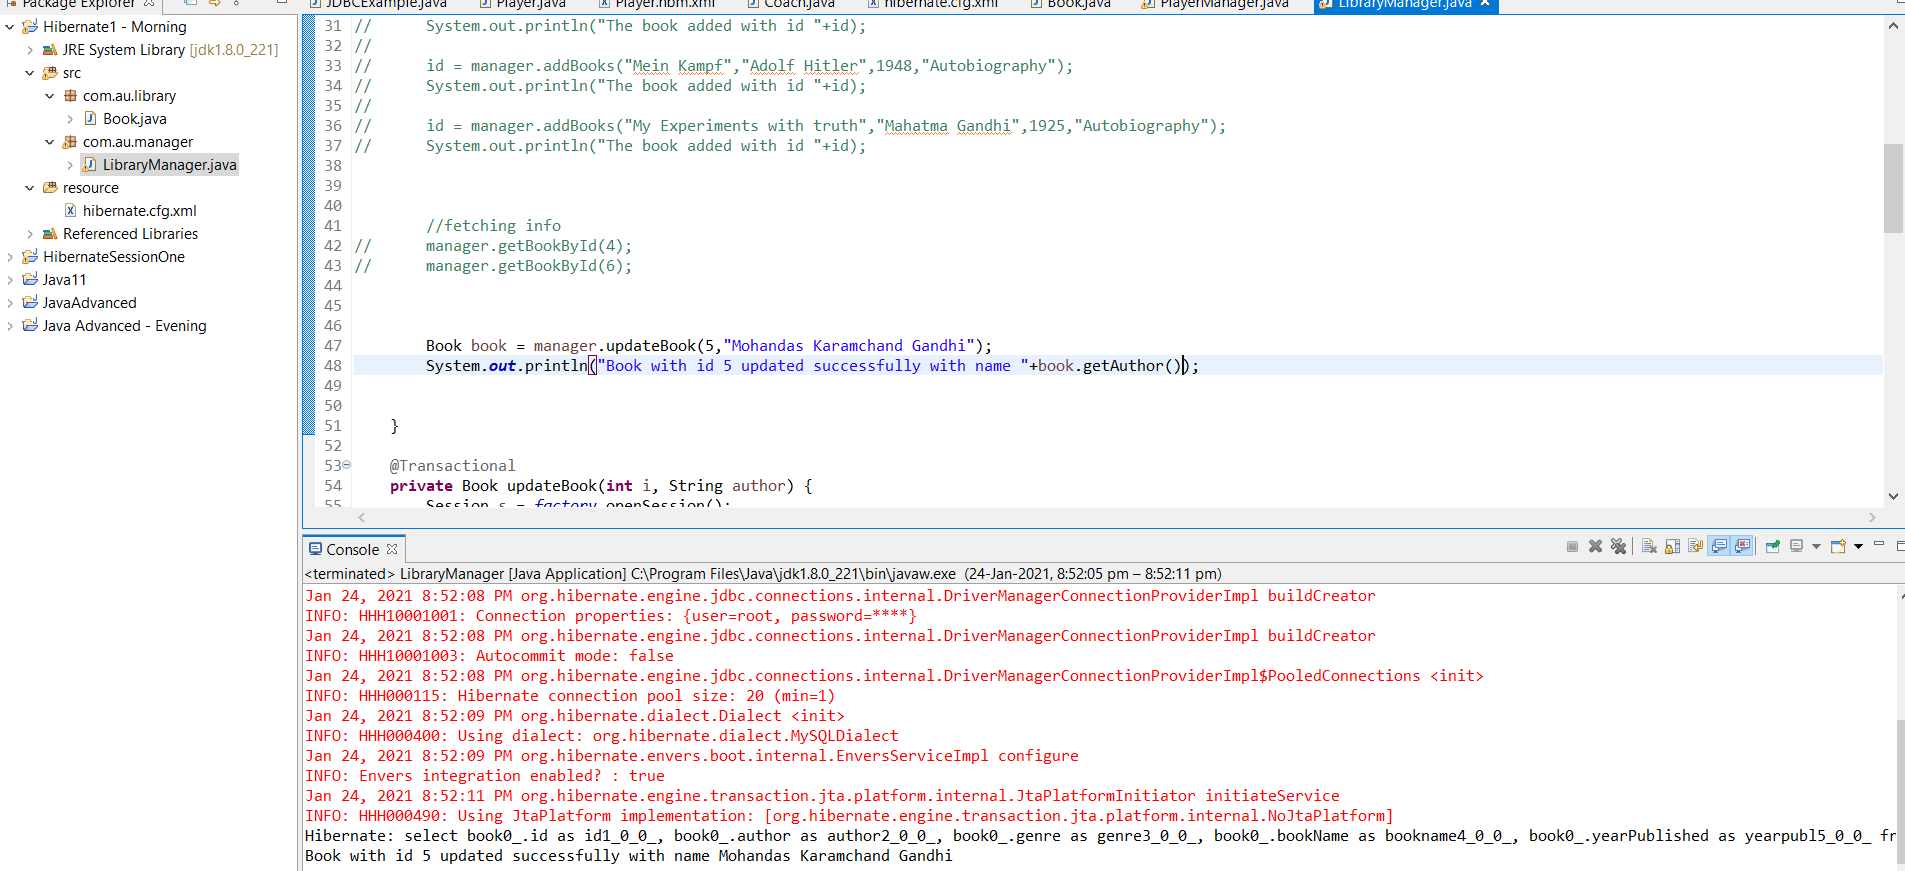 Package Explorer
JDBCExample.java Player.java Player.hbm.xml Coach.java hibernate.cfg.xml Book.java PlayerManager.java LibraryManager.java
Hibernate1 - Morning
JRE System Library [jdk1.8.0_221]
src
com.au.library
Book.java
com.au.manager
LibraryManager.java
resource
hibernate.cfg.xml
Referenced Libraries
HibernateSessionOne
Java11
JavaAdvanced
Java Advanced - Evening
31 // System.out.println("The book added with id "+id);
32 //
33 // id = manager.addBooks("Mein Kampf","Adolf Hitler",1948,"Autobiography");
34 // System.out.println("The book added with id "+id);
35 //
36 // id = manager.addBooks("My Experiments with truth","Mahatma Gandhi",1925,"Autobiography");
37 // System.out.println("The book added with id "+id);
38
39
40
41 //fetching info
42 // manager.getBookById(4);
43 // manager.getBookById(6);
44
45
46
47 Book book = manager.updateBook(5,"Mohandas Karamchand Gandhi");
48 System.out.println("Book with id 5 updated successfully with name "+book.getAuthor());
49
50
51 }
52
53 @Transactional
54 private Book updateBook(int i, String author) {
55 Session s = factory.openSession();
Console
<terminated> LibraryManager [Java Application] C:\Program Files\Java\jdk1.8.0_221\bin\javaw.exe (24-Jan-2021, 8:52:05 pm – 8:52:11 pm)
Jan 24, 2021 8:52:08 PM org.hibernate.engine.jdbc.connections.internal.DriverManagerConnectionProviderImpl buildCreator
INFO: HHH10001001: Connection properties: {user=root, password=****}
Jan 24, 2021 8:52:08 PM org.hibernate.engine.jdbc.connections.internal.DriverManagerConnectionProviderImpl buildCreator
INFO: HHH10001003: Autocommit mode: false
Jan 24, 2021 8:52:08 PM org.hibernate.engine.jdbc.connections.internal.DriverManagerConnectionProviderImpl$PooledConnections <init>
INFO: HHH000115: Hibernate connection pool size: 20 (min=1)
Jan 24, 2021 8:52:09 PM org.hibernate.dialect.Dialect <init>
INFO: HHH000400: Using dialect: org.hibernate.dialect.MySQLDialect
Jan 24, 2021 8:52:09 PM org.hibernate.envers.boot.internal.EnversServiceImpl configure
INFO: Envers integration enabled? : true
Jan 24, 2021 8:52:11 PM org.hibernate.engine.transaction.jta.platform.internal.JtaPlatformInitiator initiateService
INFO: HHH000490: Using JtaPlatform implementation: [org.hibernate.engine.transaction.jta.platform.internal.NoJtaPlatform]
Hibernate: select book0_.id as id1_0_0_, book0_.author as author2_0_0_, book0_.genre as genre3_0_0_, book0_.bookName as bookname4_0_0_, book0_.yearPublished as yearpubl5_0_0_ fr
Book with id 5 updated successfully with name Mohandas Karamchand Gandhi